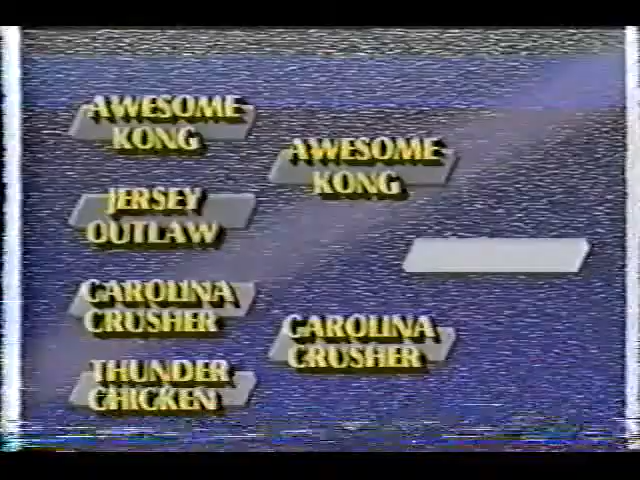 AWESOME
KONG
JERSEY
OUTLAW
CAROLINA
CRUSHER
THUNDER
CHICKEN
AWESOME
KONG
CAROLINA
CRUSHER